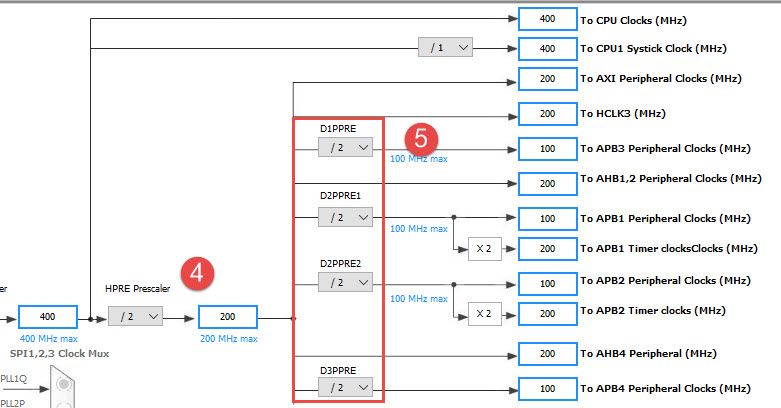 400 To CPU Clocks (MHz)
/ 1 400 To CPU1 Systick Clock (MHz)
200 To AXI Peripheral Clocks (MHz)
200 To HCLK3 (MHz)
D1PPRE
/ 2 5 100 To APB3 Peripheral Clocks (MHz)
100 MHz max
200 To AHB1,2 Peripheral Clocks (MHz)
D2PPRE1
/ 2 100 To APB1 Peripheral Clocks (MHz)
100 MHz max
X 2 200 To APB1 Timer clocksClocks (MHz)
D2PPRE2
/ 2 100 To APB2 Peripheral Clocks (MHz)
100 MHz max
X 2 200 To APB2 Timer clocks (MHz)
4
er HPRE Prescaler
400 / 2 200
400 MHz max 200 MHz max
SPI1,2,3 Clock Mux
200 To AHB4 Peripheral (MHz)
D3PPRE
/ 2 100 To APB4 Peripheral Clocks (MHz)
PLL1Q
PLL2P